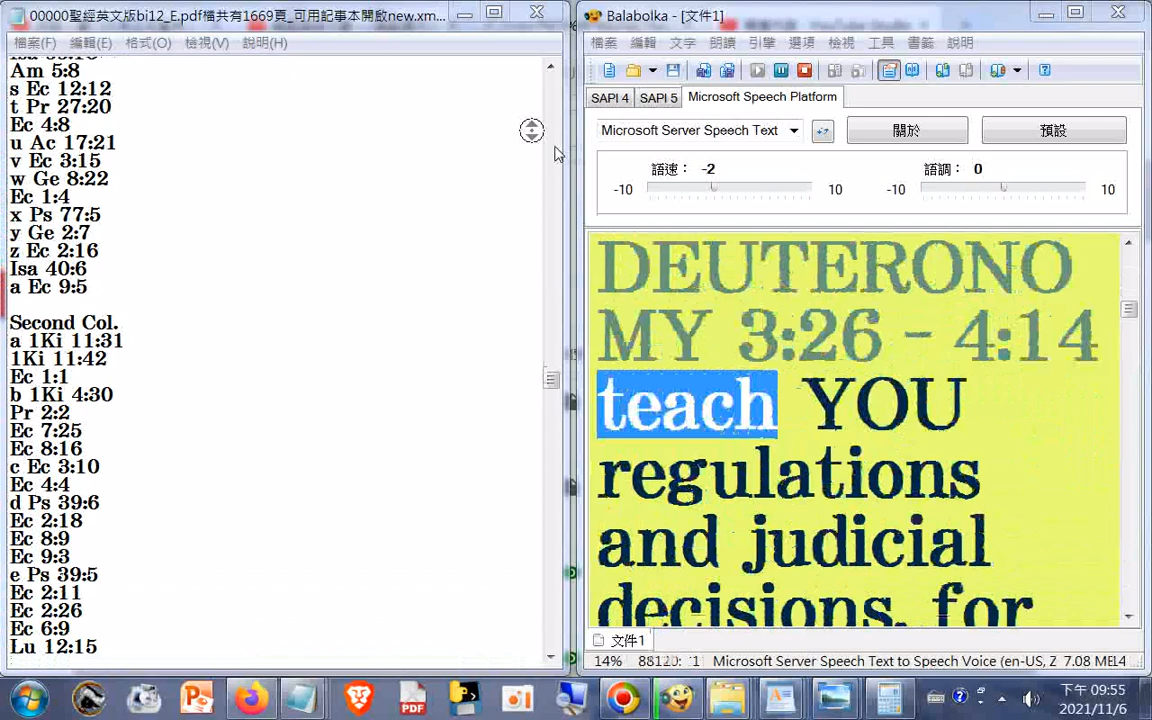 00000聖經英文版bi12_E.pdf檔共有1669頁_可用記事本開啟new.xm...
檔案(F) 編輯(E) 格式(O) 檢視(V) 說明(H)
Am 5:8
s Ec 12:12
t Pr 27:20
Ec 4:8
u Ac 17:21
v Ec 3:15
w Ge 8:22
Ec 1:4
x Ps 77:5
y Ge 2:7
z Ec 2:16
Isa 40:6
a Ec 9:5
Second Col.
a 1Ki 11:31
1Ki 11:42
Ec 1:1
b 1Ki 4:30
Pr 2:2
Ec 7:25
Ec 8:16
c Ec 3:10
Ec 4:4
d Ps 39:6
Ec 2:18
Ec 8:9
Ec 9:3
e Ps 39:5
Ec 2:11
Ec 2:26
Ec 6:9
Lu 12:15
Balabolka - [文件1]
檔案 編輯 文字 朗讀 引擎 選項 檢視 工具 書籤 說明
SAPI 4 SAPI 5 Microsoft Speech Platform
Microsoft Server Speech Text 關於 預設
語速： -2 語調： 0
-10 10 -10 10
DEUTERONO
MY 3:26 - 4:14
teach YOU
regulations
and judicial
decisions, for
文件1
14% 88120: 1 Microsoft Server Speech Text to Speech Voice (en-US, Z 7.08 ME14
PDF
下午 09:55
2021/11/6